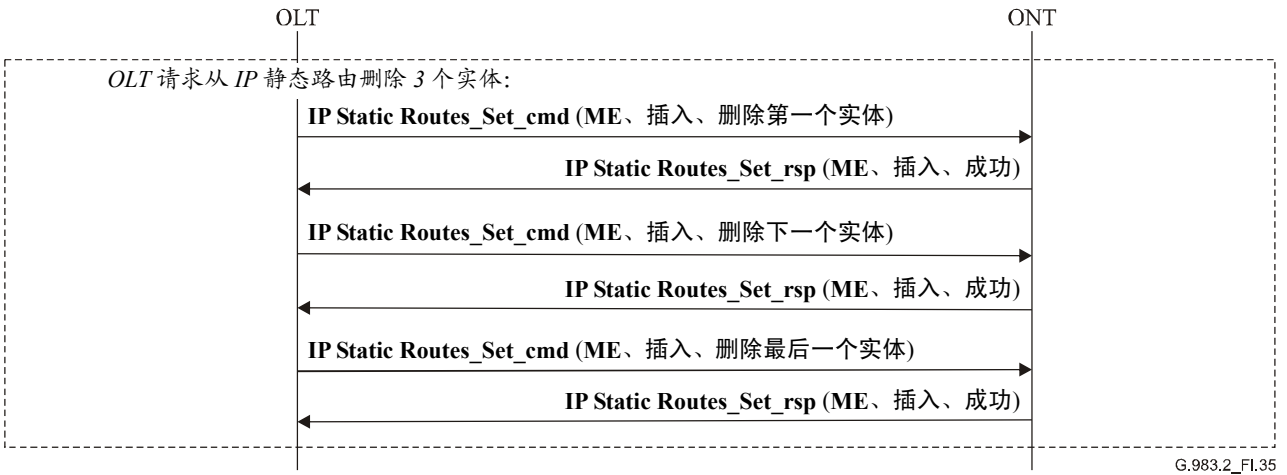 OLT ONT
OLT 请求从 IP 静态路由删除 3 个实体:
IP Static Routes_Set_cmd (ME、插入、删除第一个实体)
IP Static Routes_Set_rsp (ME、插入、成功)
IP Static Routes_Set_cmd (ME、插入、删除下一个实体)
IP Static Routes_Set_rsp (ME、插入、成功)
IP Static Routes_Set_cmd (ME、插入、删除最后一个实体)
IP Static Routes_Set_rsp (ME、插入、成功)
G.983.2_FI.35